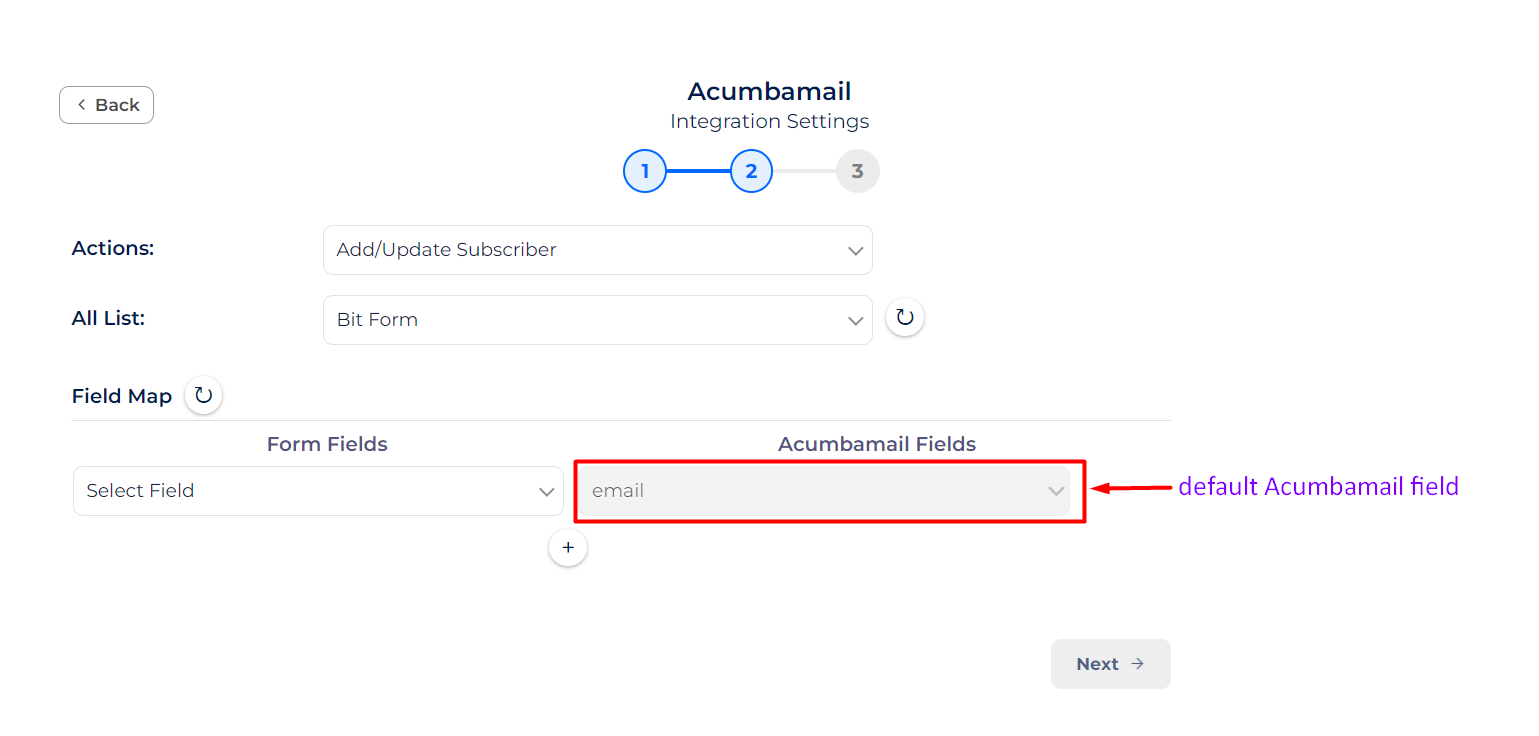 Back
Acumbamail
Integration Settings
1 2 3
Actions: Add/Update Subscriber
All List: Bit Form
Field Map
Form Fields Acumbamail Fields
Select Field email default Acumbamail field
+
Next